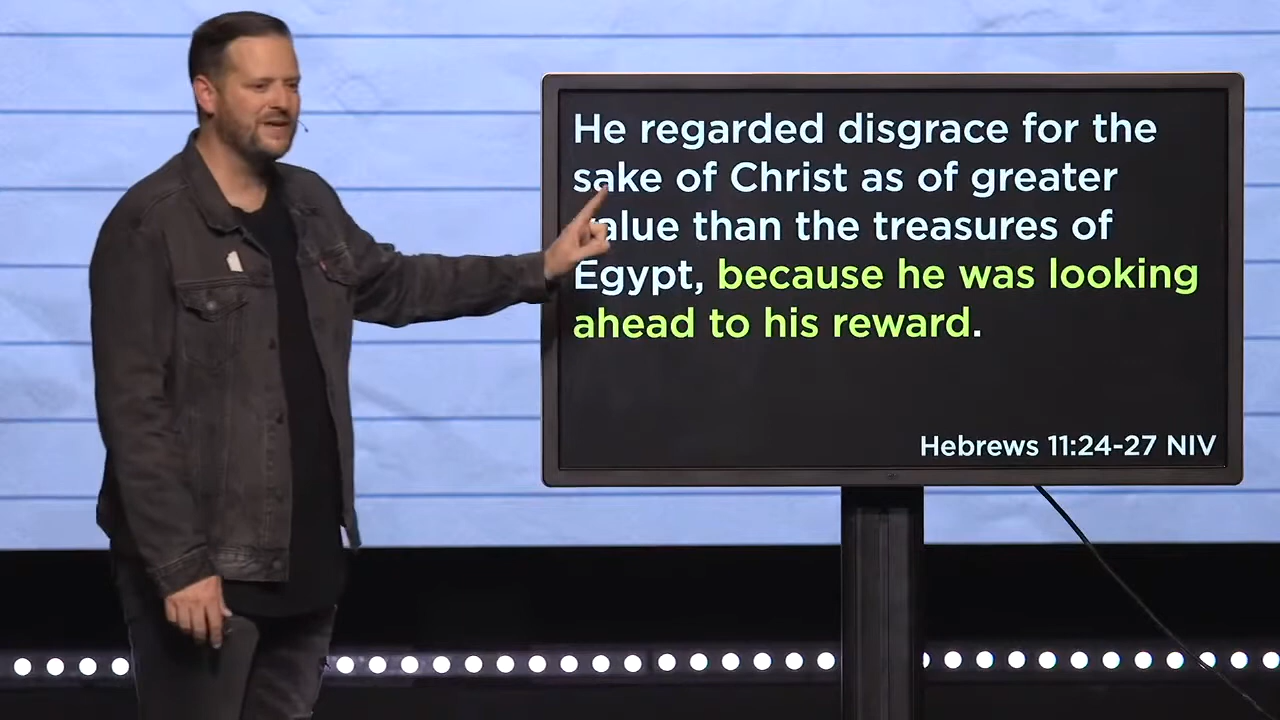 He regarded disgrace for the
sake of Christ as of greater
value than the treasures of
Egypt, because he was looking
ahead to his reward.
Hebrews 11:24-27 NIV